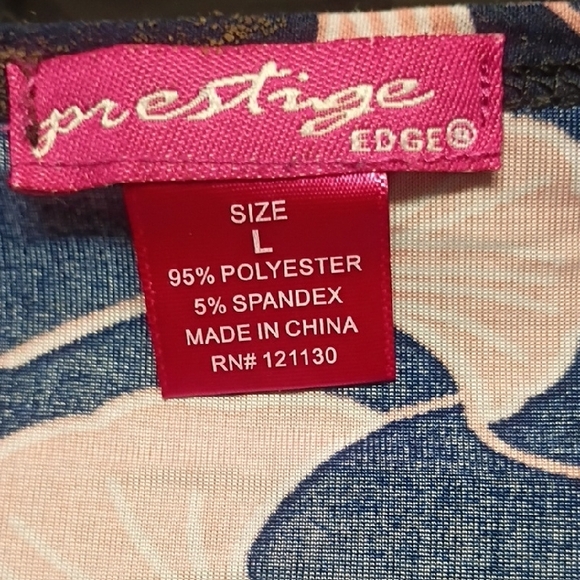 prestige
EDGE®
SIZE
L
95% POLYESTER
5% SPANDEX
MADE IN CHINA
RN# 121130